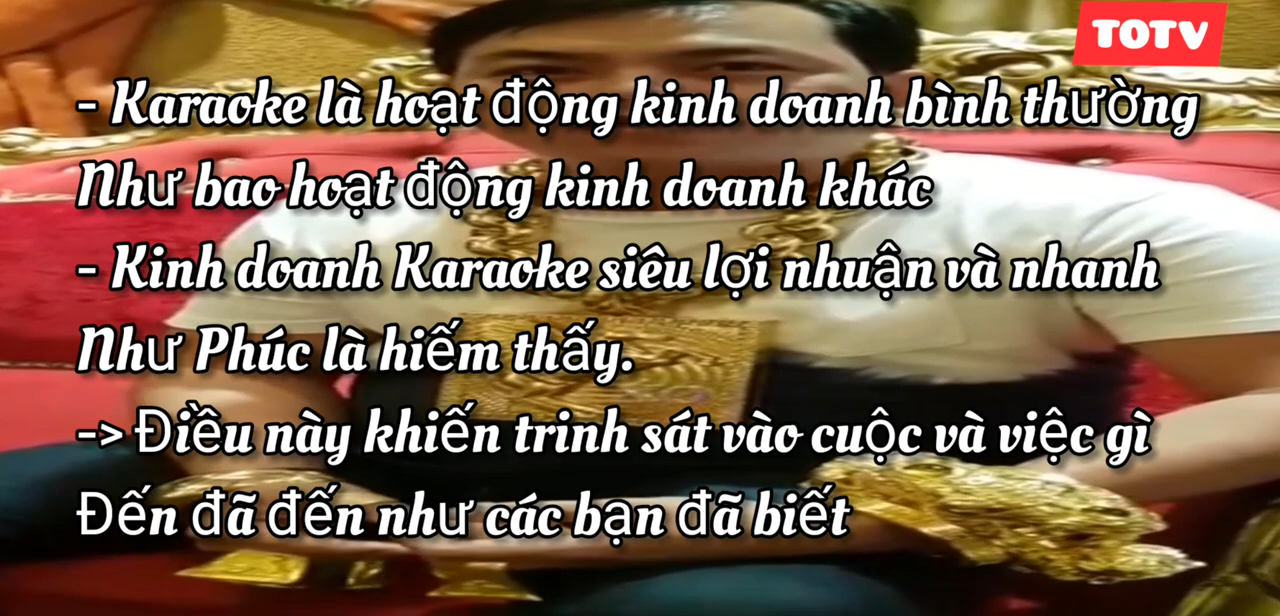 TOTV
- Karaoke là hoạt động kinh doanh bình thường
Như bao hoạt động kinh doanh khác
- Kinh doanh Karaoke siêu lợi nhuận và nhanh
Như Phúc là hiếm thấy.
-> Điều này khiến trinh sát vào cuộc và việc gì
Đến đã đến như các bạn đã biết